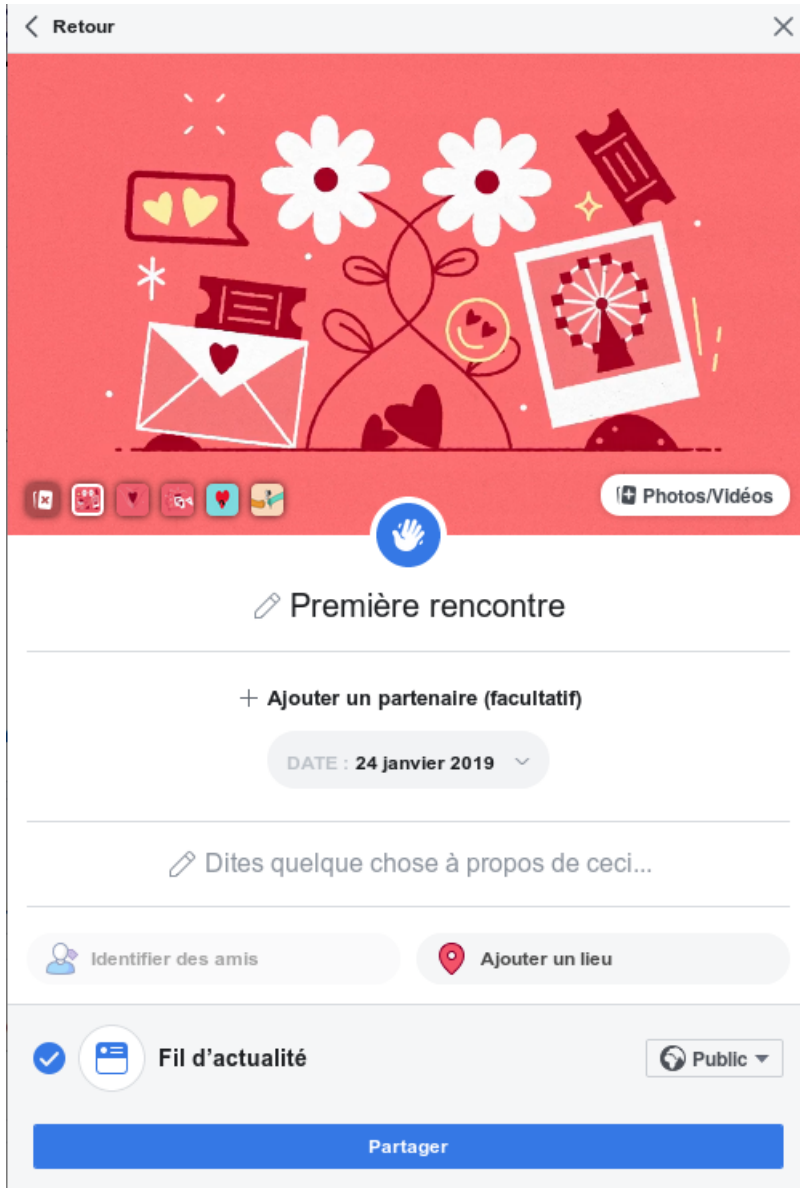 Retour
Photos/Vidéos
Première rencontre
Ajouter un partenaire (facultatif)
DATE : 24 janvier 2019
Dites quelque chose à propos de ceci...
Identifier des amis
Ajouter un lieu
Fil d’actualité
Public
Partager